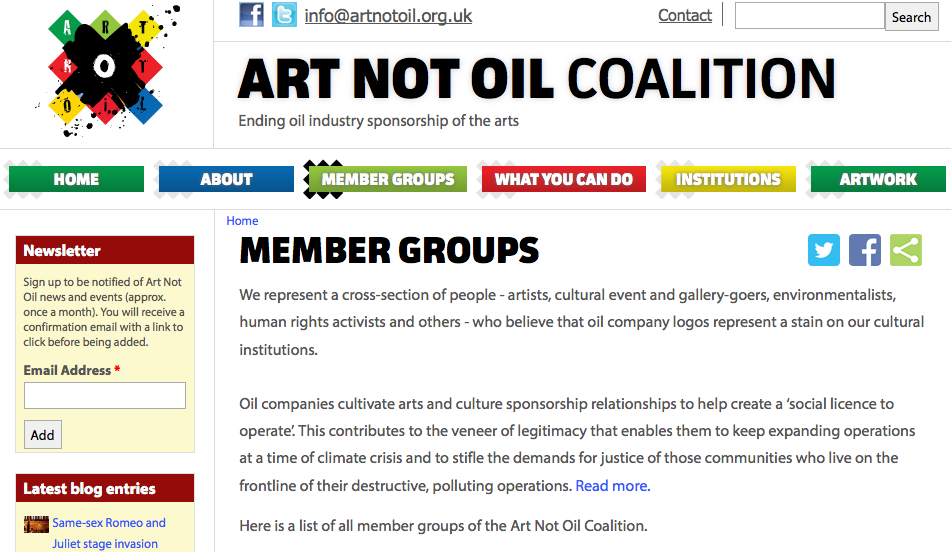 A R T
N O T
O I L
info@artnotoil.org.uk
Contact
Search
ART NOT OIL COALITION
Ending oil industry sponsorship of the arts
HOME
ABOUT
MEMBER GROUPS
WHAT YOU CAN DO
INSTITUTIONS
ARTWORK
Home
MEMBER GROUPS
We represent a cross-section of people - artists, cultural event and gallery-goers, environmentalists,
human rights activists and others - who believe that oil company logos represent a stain on our cultural
institutions.
Oil companies cultivate arts and culture sponsorship relationships to help create a ‘social licence to
operate’. This contributes to the veneer of legitimacy that enables them to keep expanding operations
at a time of climate crisis and to stifle the demands for justice of those communities who live on the
frontline of their destructive, polluting operations. Read more.
Here is a list of all member groups of the Art Not Oil Coalition.
Newsletter
Sign up to be notified of Art Not
Oil news and events (approx.
once a month). You will receive a
confirmation email with a link to
click before being added.
Email Address *
Add
Latest blog entries
Same-sex Romeo and
Juliet stage invasion